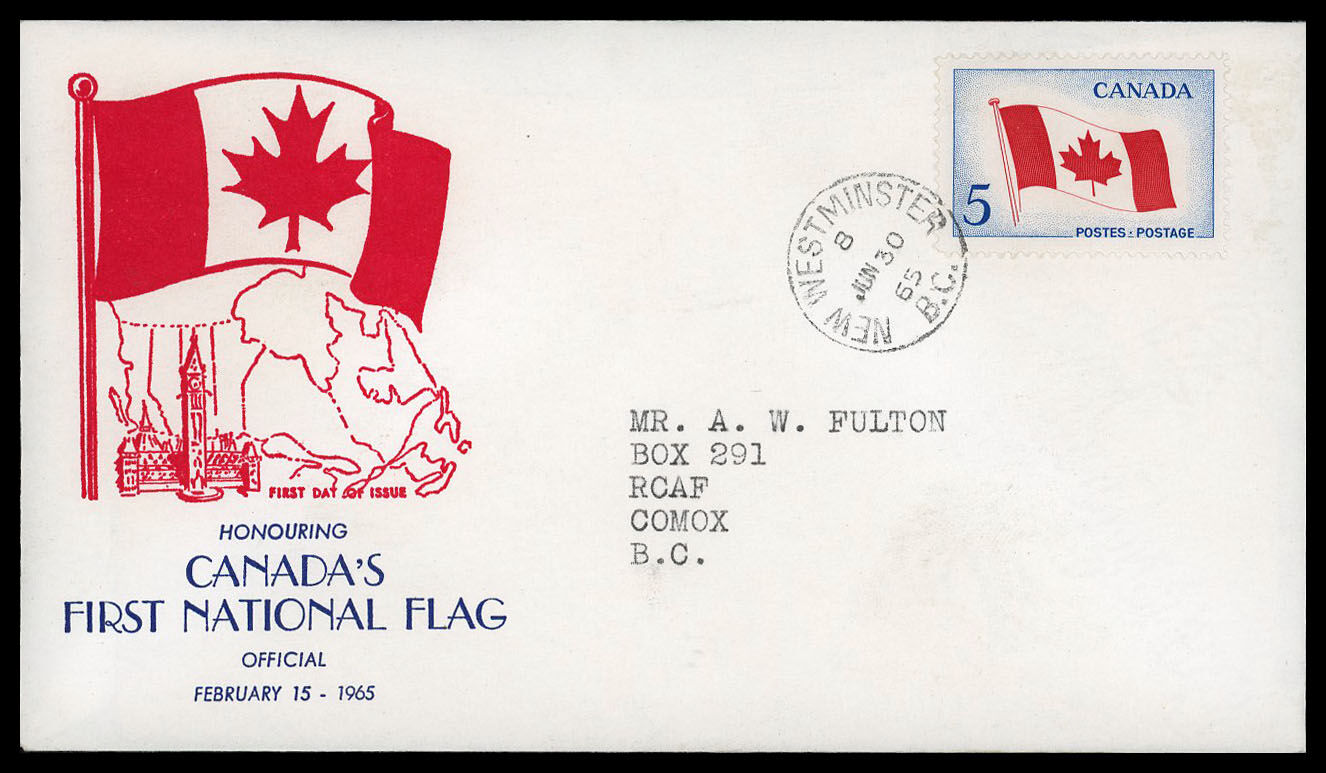 CANADA
5
POSTES · POSTAGE
NEW WESTMINSTER B.C.
8
JUN 30
65
MR. A. W. FULTON
BOX 291
RCAF
COMOX
B.C.
FIRST DAY OF ISSUE
HONOURING
CANADA'S
FIRST NATIONAL FLAG
OFFICIAL
FEBRUARY 15 - 1965